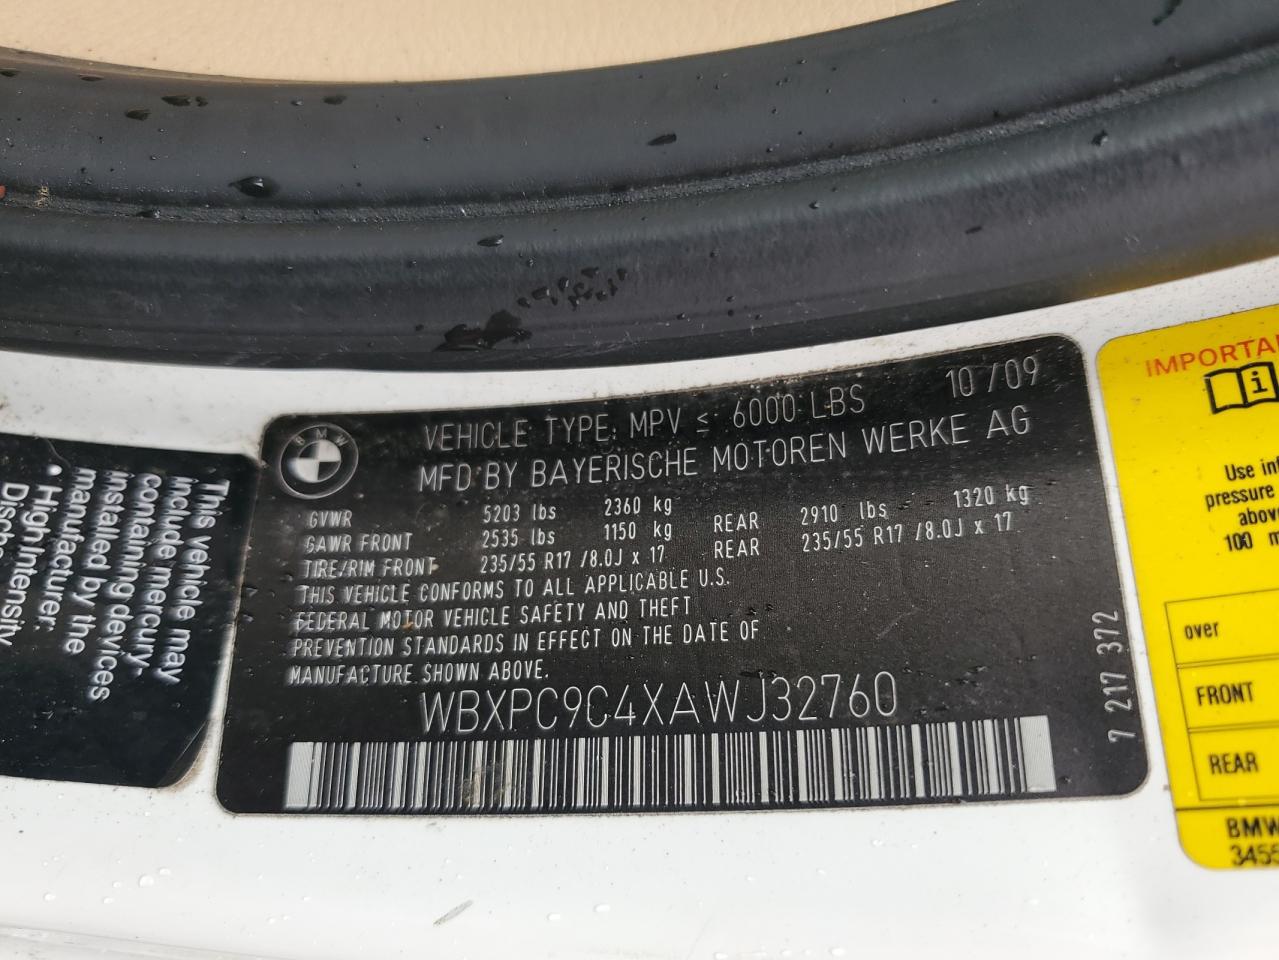 BMW
VEHICLE TYPE: MPV ≤ 6000 LBS 10/09
MFD BY BAYERISCHE MOTOREN WERKE AG
GVWR 5203 lbs 2360 kg
GAWR FRONT 2535 lbs 1150 kg REAR 2910 lbs 1320 kg
TIRE/RIM FRONT 235/55 R17 /8.0J x 17 REAR 235/55 R17 /8.0J x 17
THIS VEHICLE CONFORMS TO ALL APPLICABLE U.S.
FEDERAL MOTOR VEHICLE SAFETY AND THEFT
PREVENTION STANDARDS IN EFFECT ON THE DATE OF
MANUFACTURE SHOWN ABOVE.
WBXPC9C4XAWJ32760
7 217 372
This vehicle may
include mercury-
containing devices
installed by the
manufacturer:
• High Intensity
IMPORTA
i
Use inf
pressure
above
100 m
over
FRONT
REAR
BMW
3455